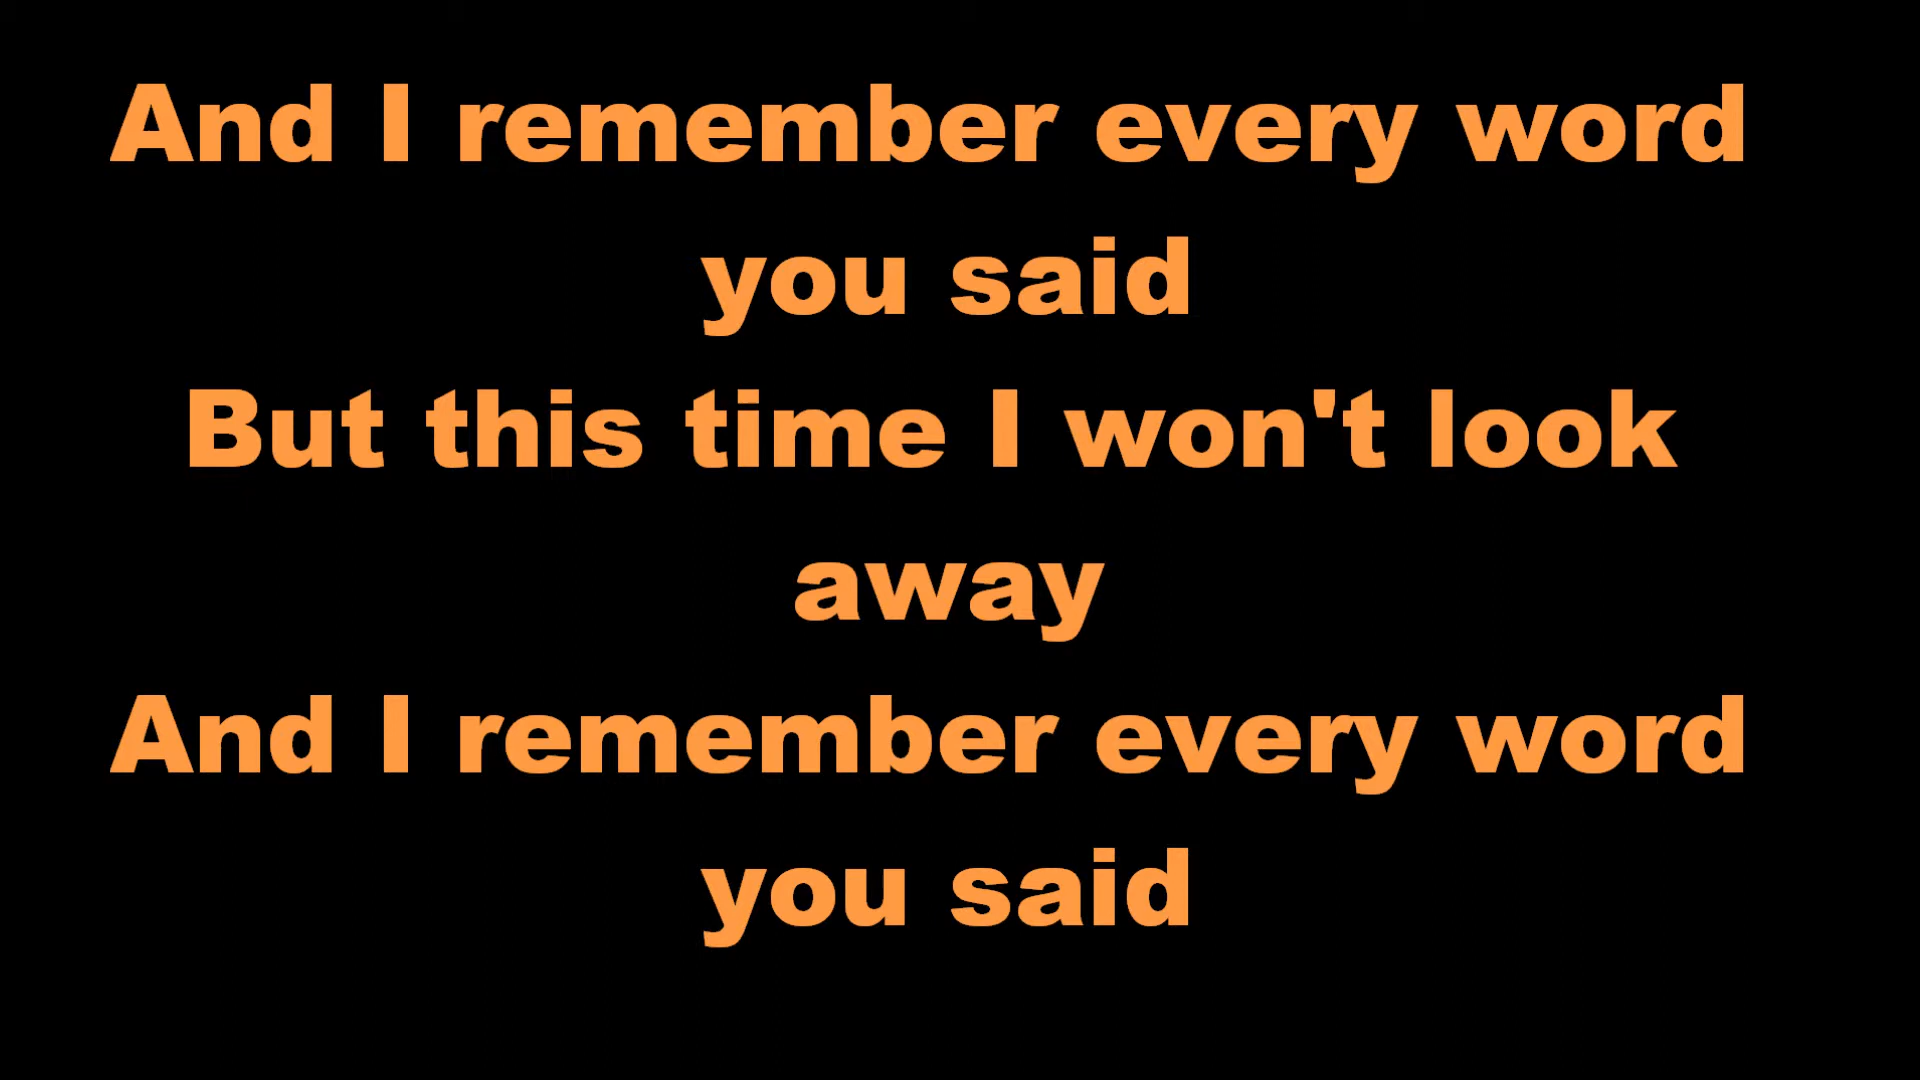 And I remember every word
you said
But this time I won't look
away
And I remember every word
you said